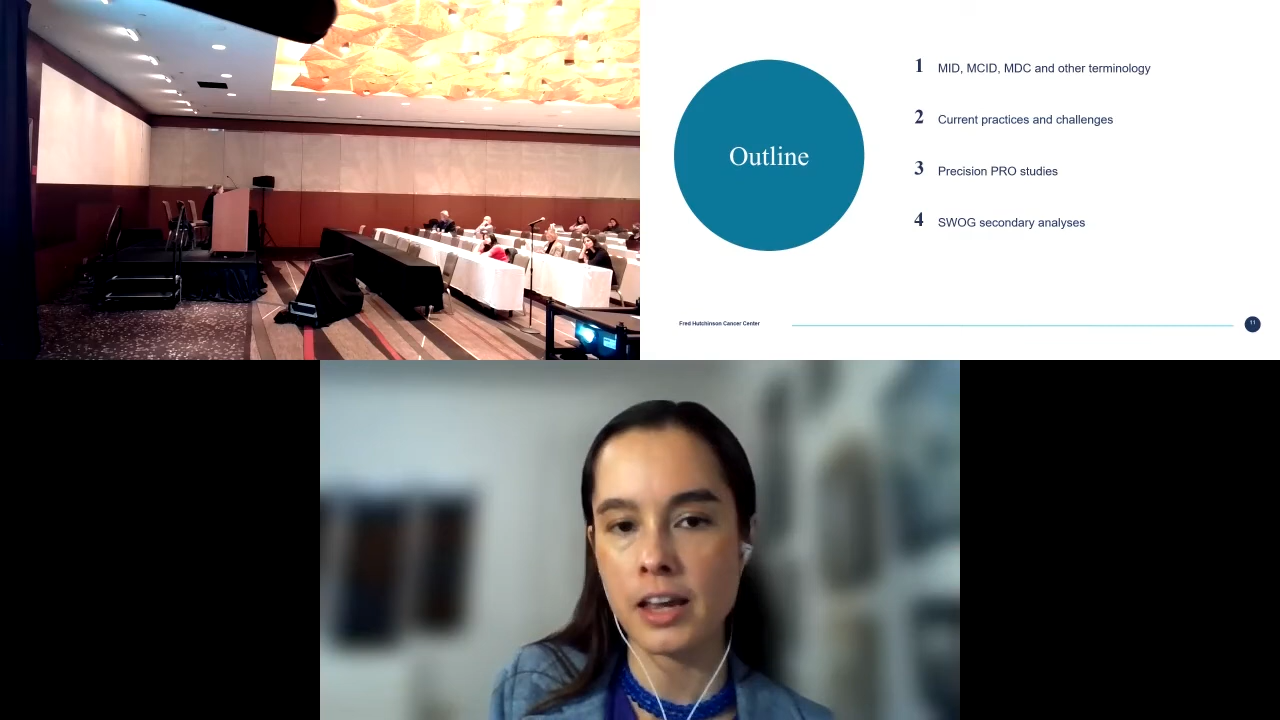 Outline
1 MID, MCID, MDC and other terminology
2 Current practices and challenges
3 Precision PRO studies
4 SWOG secondary analyses
Fred Hutchinson Cancer Center
11